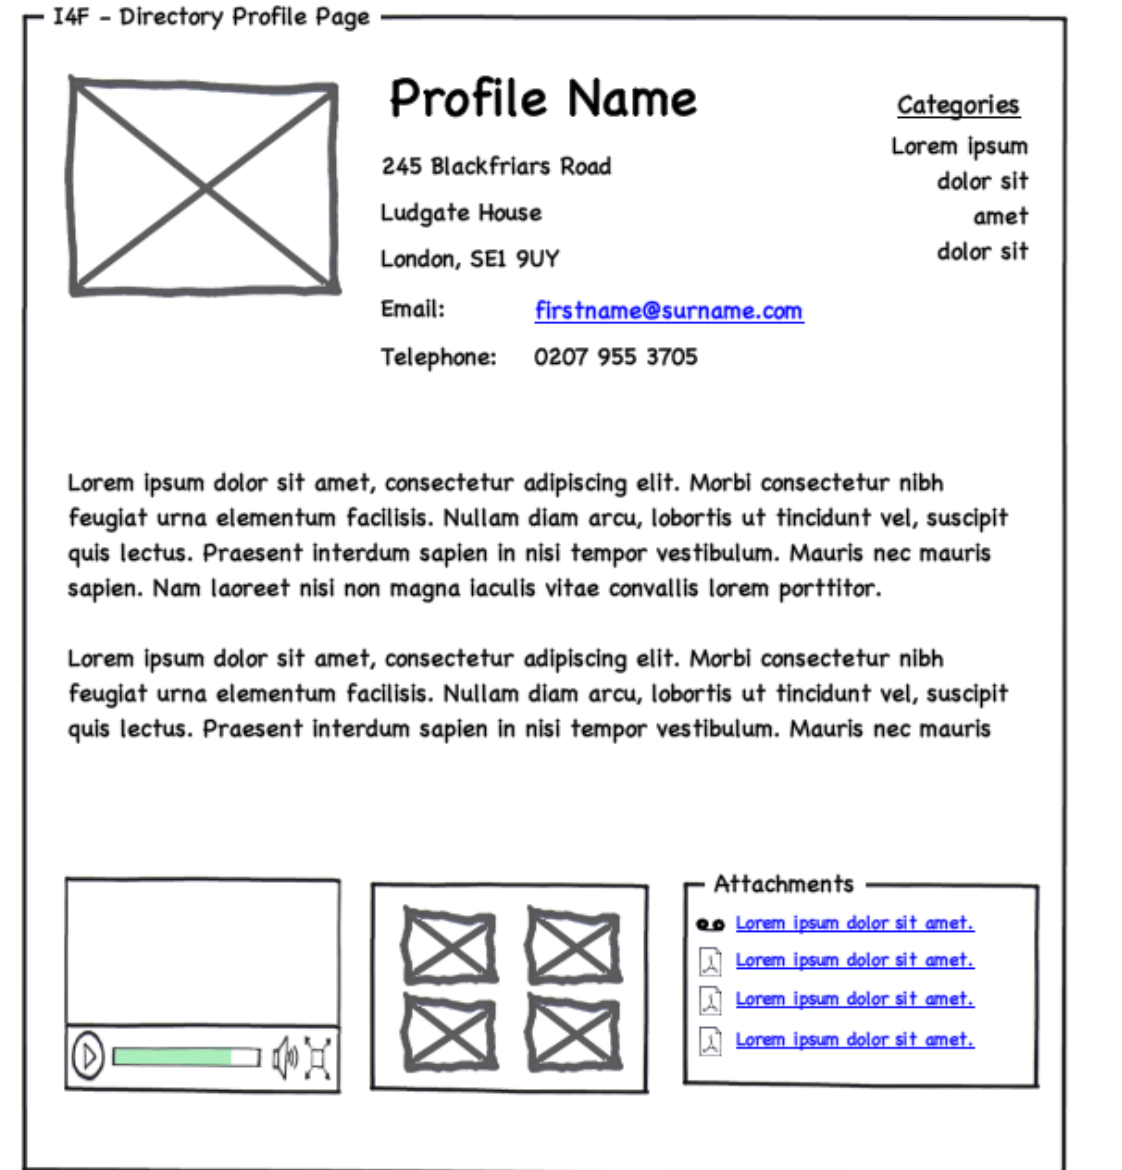 I4F - Directory Profile Page
Profile Name
245 Blackfriars Road
Ludgate House
London, SE1 9UY
Email: firstname@surname.com
Telephone: 0207 955 3705
Categories
Lorem ipsum
dolor sit
amet
dolor sit
Lorem ipsum dolor sit amet, consectetur adipiscing elit. Morbi consectetur nibh
feugiat urna elementum facilisis. Nullam diam arcu, lobortis ut tincidunt vel, suscipit
quis lectus. Praesent interdum sapien in nisi tempor vestibulum. Mauris nec mauris
sapien. Nam laoreet nisi non magna iaculis vitae convallis lorem porttitor.
Lorem ipsum dolor sit amet, consectetur adipiscing elit. Morbi consectetur nibh
feugiat urna elementum facilisis. Nullam diam arcu, lobortis ut tincidunt vel, suscipit
quis lectus. Praesent interdum sapien in nisi tempor vestibulum. Mauris nec mauris
Attachments
Lorem ipsum dolor sit amet.
Lorem ipsum dolor sit amet.
Lorem ipsum dolor sit amet.
Lorem ipsum dolor sit amet.